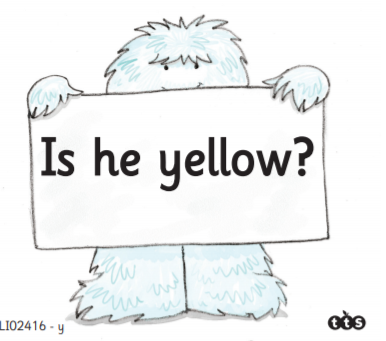 Is he yellow?
LI02416 - y
tts